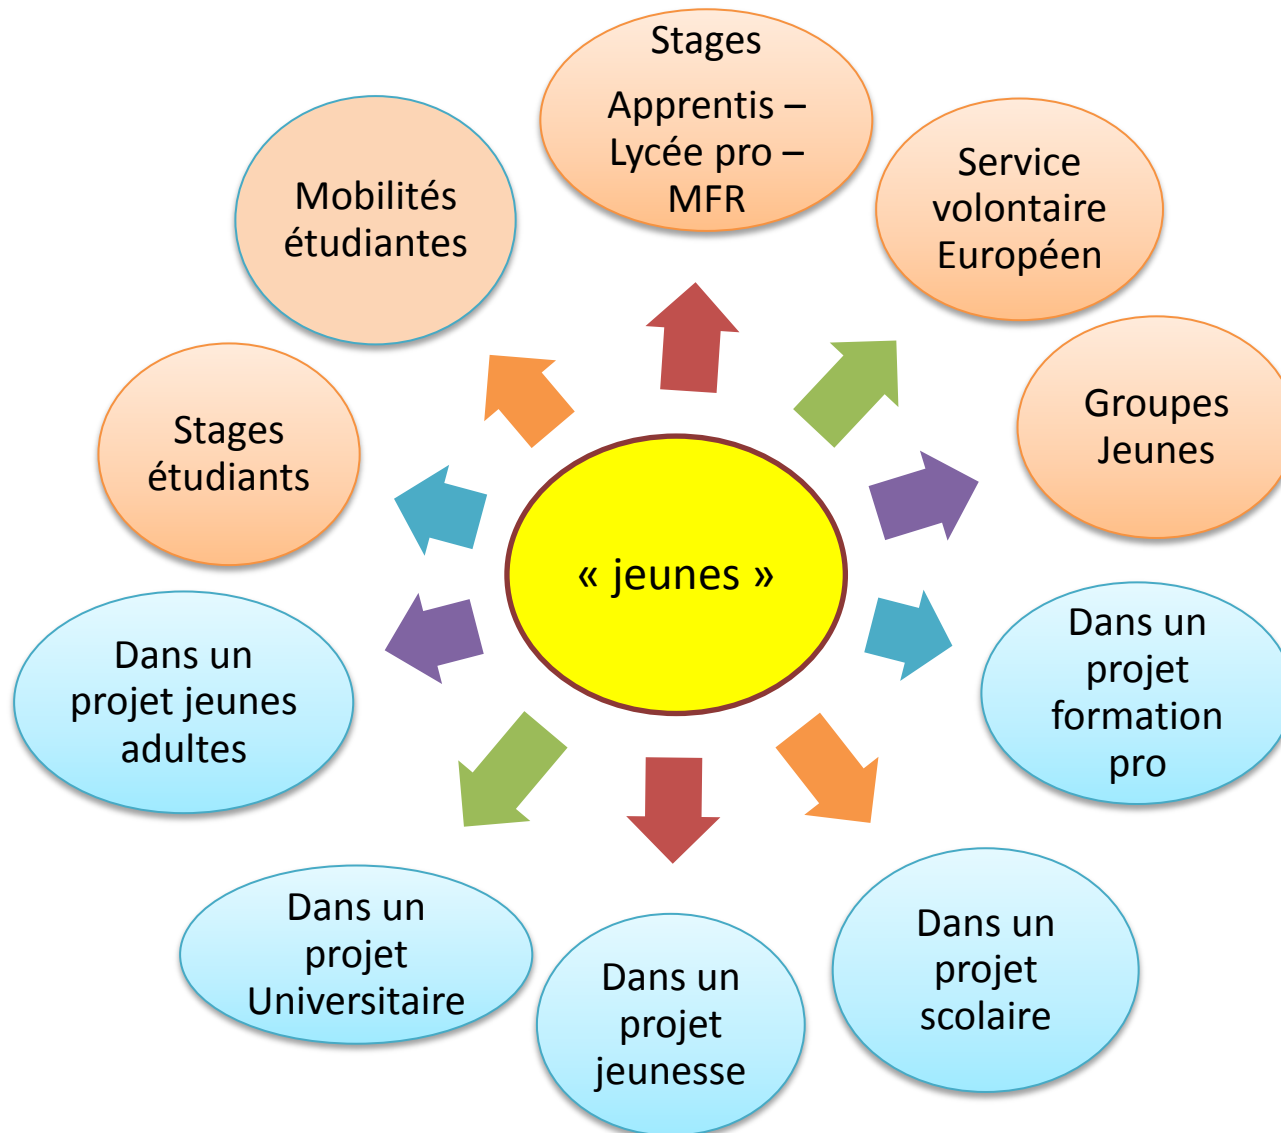 Stages
Apprentis –
Lycée pro –
MFR
Service
volontaire
Européen
Groupes
Jeunes
Dans un
projet
formation
pro
Dans un
projet
scolaire
Dans un
projet
jeunesse
Dans un
projet
Universitaire
Dans un
projet jeunes
adultes
Stages
étudiants
Mobilités
étudiantes
« jeunes »